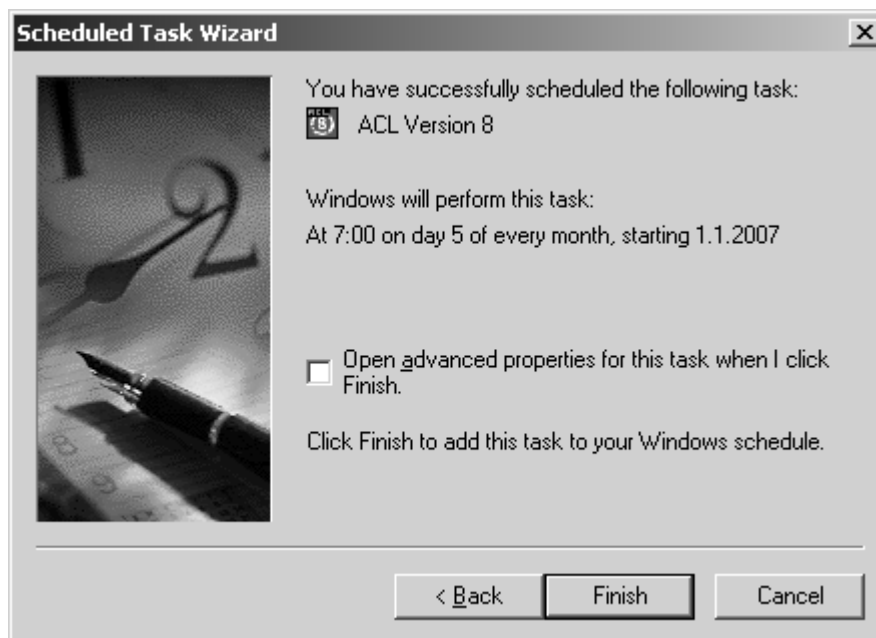 Scheduled Task Wizard
You have successfully scheduled the following task:
ACL Version 8
Windows will perform this task:
At 7:00 on day 5 of every month, starting 1.1.2007
Open advanced properties for this task when I click
Finish.
Click Finish to add this task to your Windows schedule.
< Back
Finish
Cancel